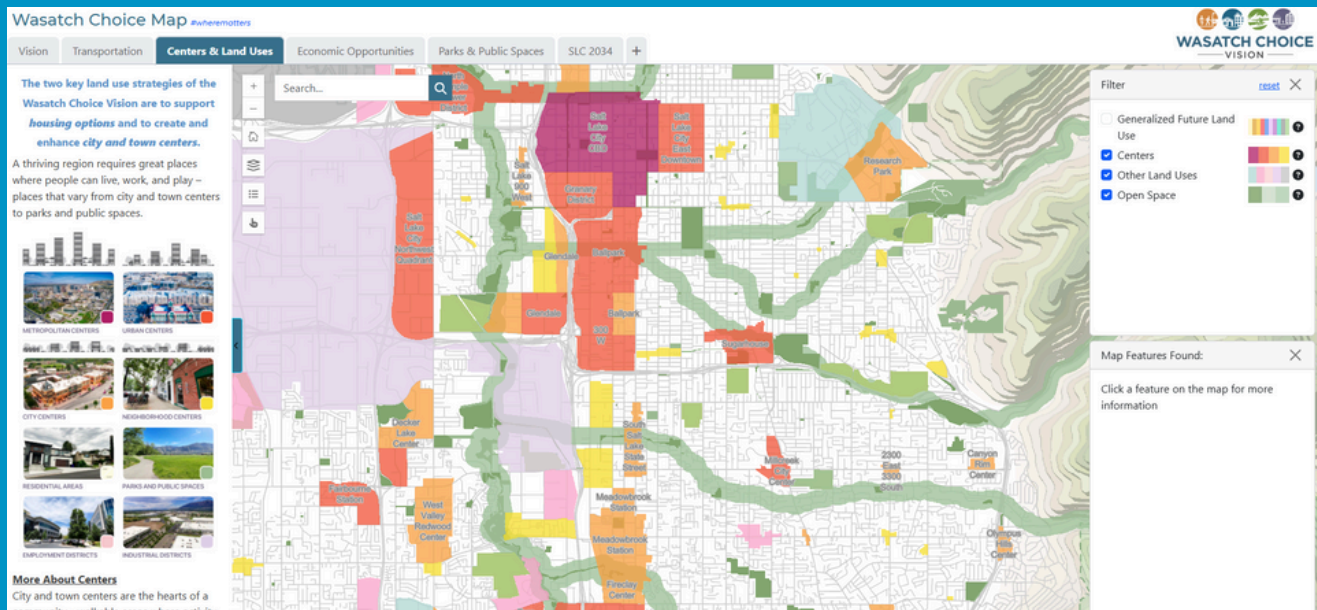 Wasatch Choice Map #wherematters
WASATCH CHOICE
VISION
Vision
Transportation
Centers & Land Uses
Economic Opportunities
Parks & Public Spaces
SLC 2034
+
The two key land use strategies of the
Wasatch Choice Vision are to support
housing options and to create and
enhance city and town centers.
A thriving region requires great places
where people can live, work, and play –
places that vary from city and town centers
to parks and public spaces.
METROPOLITAN CENTERS
URBAN CENTERS
CITY CENTERS
NEIGHBORHOOD CENTERS
RESIDENTIAL AREAS
PARKS AND PUBLIC SPACES
EMPLOYMENT DISTRICTS
INDUSTRIAL DISTRICTS
More About Centers
City and town centers are the hearts of a
+
−
Search...
District
Salt
Lake
City
CBD
Salt
Lake
City
East
Downtown
Research
Park
Salt
Lake
900
West
Granary
District
Salt
Lake
City
Northwest
Quadrant
Glendale
Ballpark
Glendale
Ballpark
300
W
Sugarhouse
Decker
Lake
Center
South
Salt
Lake
State
Street
Millcreek
City
Center
2300
East
3300
South
Canyon
Rim
Center
Fairbourne
Station
West
Valley
Redwood
Center
Meadowbrook
Station
Meadowbrook
Station
Olympus
Hills
Center
Fireclay
Center
Filter
reset
Generalized Future Land
Use
?
Centers
?
Other Land Uses
?
Open Space
?
Map Features Found:
Click a feature on the map for more
information